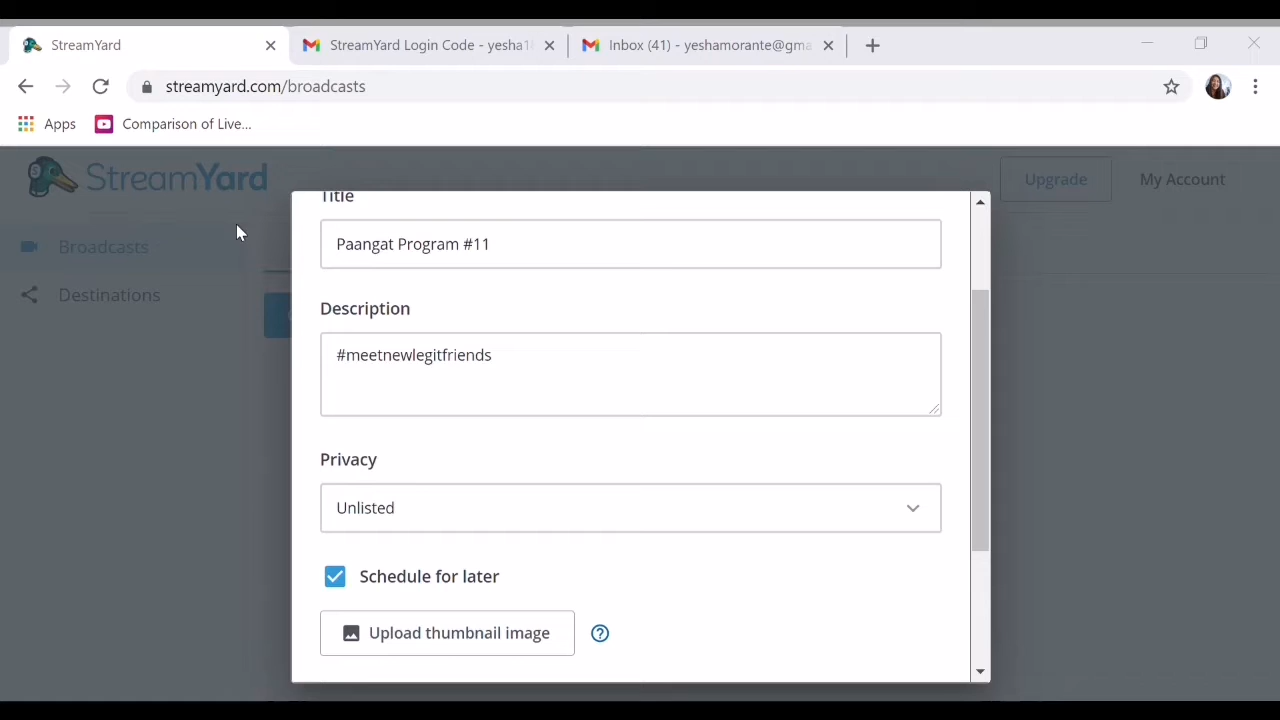 StreamYard
StreamYard Login Code - yesha1
Inbox (41) - yeshamorante@gma
streamyard.com/broadcasts
Apps
Comparison of Live...
StreamYard
Upgrade
My Account
Broadcasts
Destinations
Title
Paangat Program #11
Description
#meetnewlegitfriends
Privacy
Unlisted
Schedule for later
Upload thumbnail image